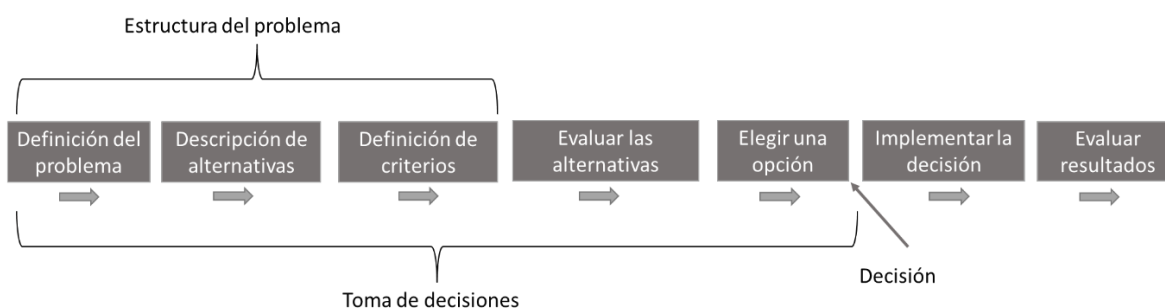 Estructura del problema
Definición del
problema
Descripción de
alternativas
Definición de
criterios
Evaluar las
alternativas
Elegir una
opción
Implementar la
decisión
Evaluar
resultados
Decisión
Toma de decisiones